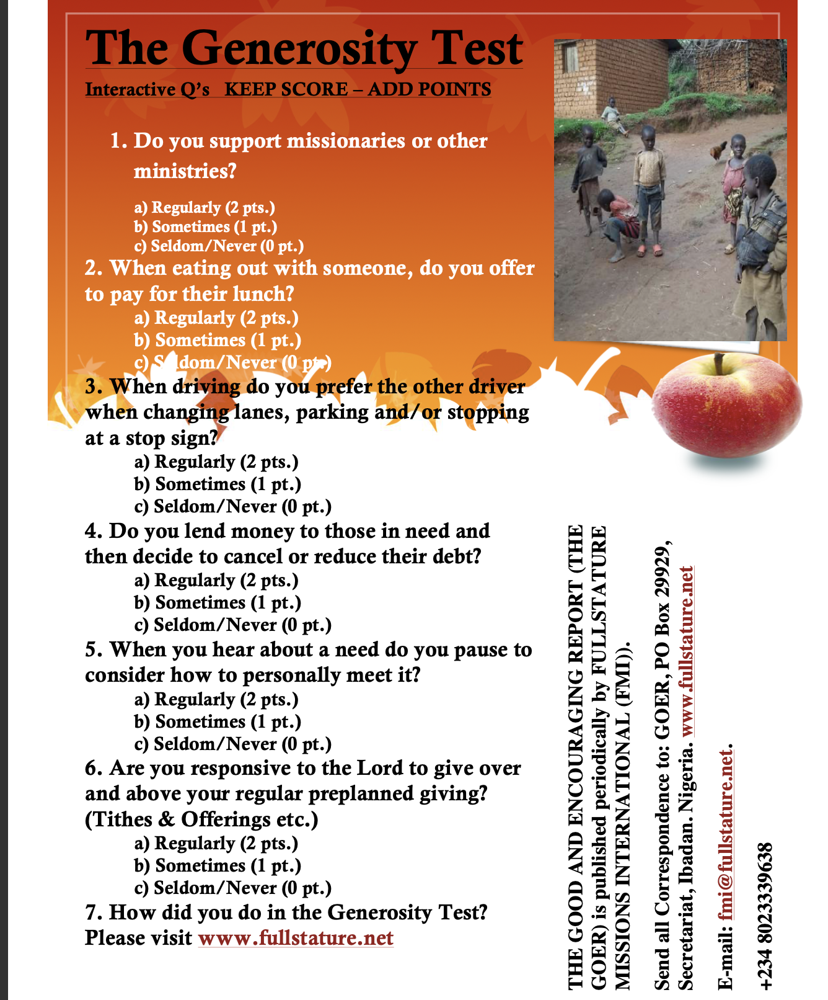 The Generosity Test
Interactive Q’s KEEP SCORE – ADD POINTS
1. Do you support missionaries or other
ministries?
a) Regularly (2 pts.)
b) Sometimes (1 pt.)
c) Seldom/Never (0 pt.)
2. When eating out with someone, do you offer
to pay for their lunch?
a) Regularly (2 pts.)
b) Sometimes (1 pt.)
c) Seldom/Never (0 pt.)
3. When driving do you prefer the other driver
when changing lanes, parking and/or stopping
at a stop sign?
a) Regularly (2 pts.)
b) Sometimes (1 pt.)
c) Seldom/Never (0 pt.)
4. Do you lend money to those in need and
then decide to cancel or reduce their debt?
a) Regularly (2 pts.)
b) Sometimes (1 pt.)
c) Seldom/Never (0 pt.)
5. When you hear about a need do you pause to
consider how to personally meet it?
a) Regularly (2 pts.)
b) Sometimes (1 pt.)
c) Seldom/Never (0 pt.)
6. Are you responsive to the Lord to give over
and above your regular preplanned giving?
(Tithes & Offerings etc.)
a) Regularly (2 pts.)
b) Sometimes (1 pt.)
c) Seldom/Never (0 pt.)
7. How did you do in the Generosity Test?
Please visit www.fullstature.net
THE GOOD AND ENCOURAGING REPORT (THE
GOER) is published periodically by FULLSTATURE
MISSIONS INTERNATIONAL (FMI)).
Send all Correspondence to: GOER, PO Box 29929,
Secretariat, Ibadan. Nigeria. www.fullstature.net
E-mail: fmi@fullstature.net.
+234 8023339638